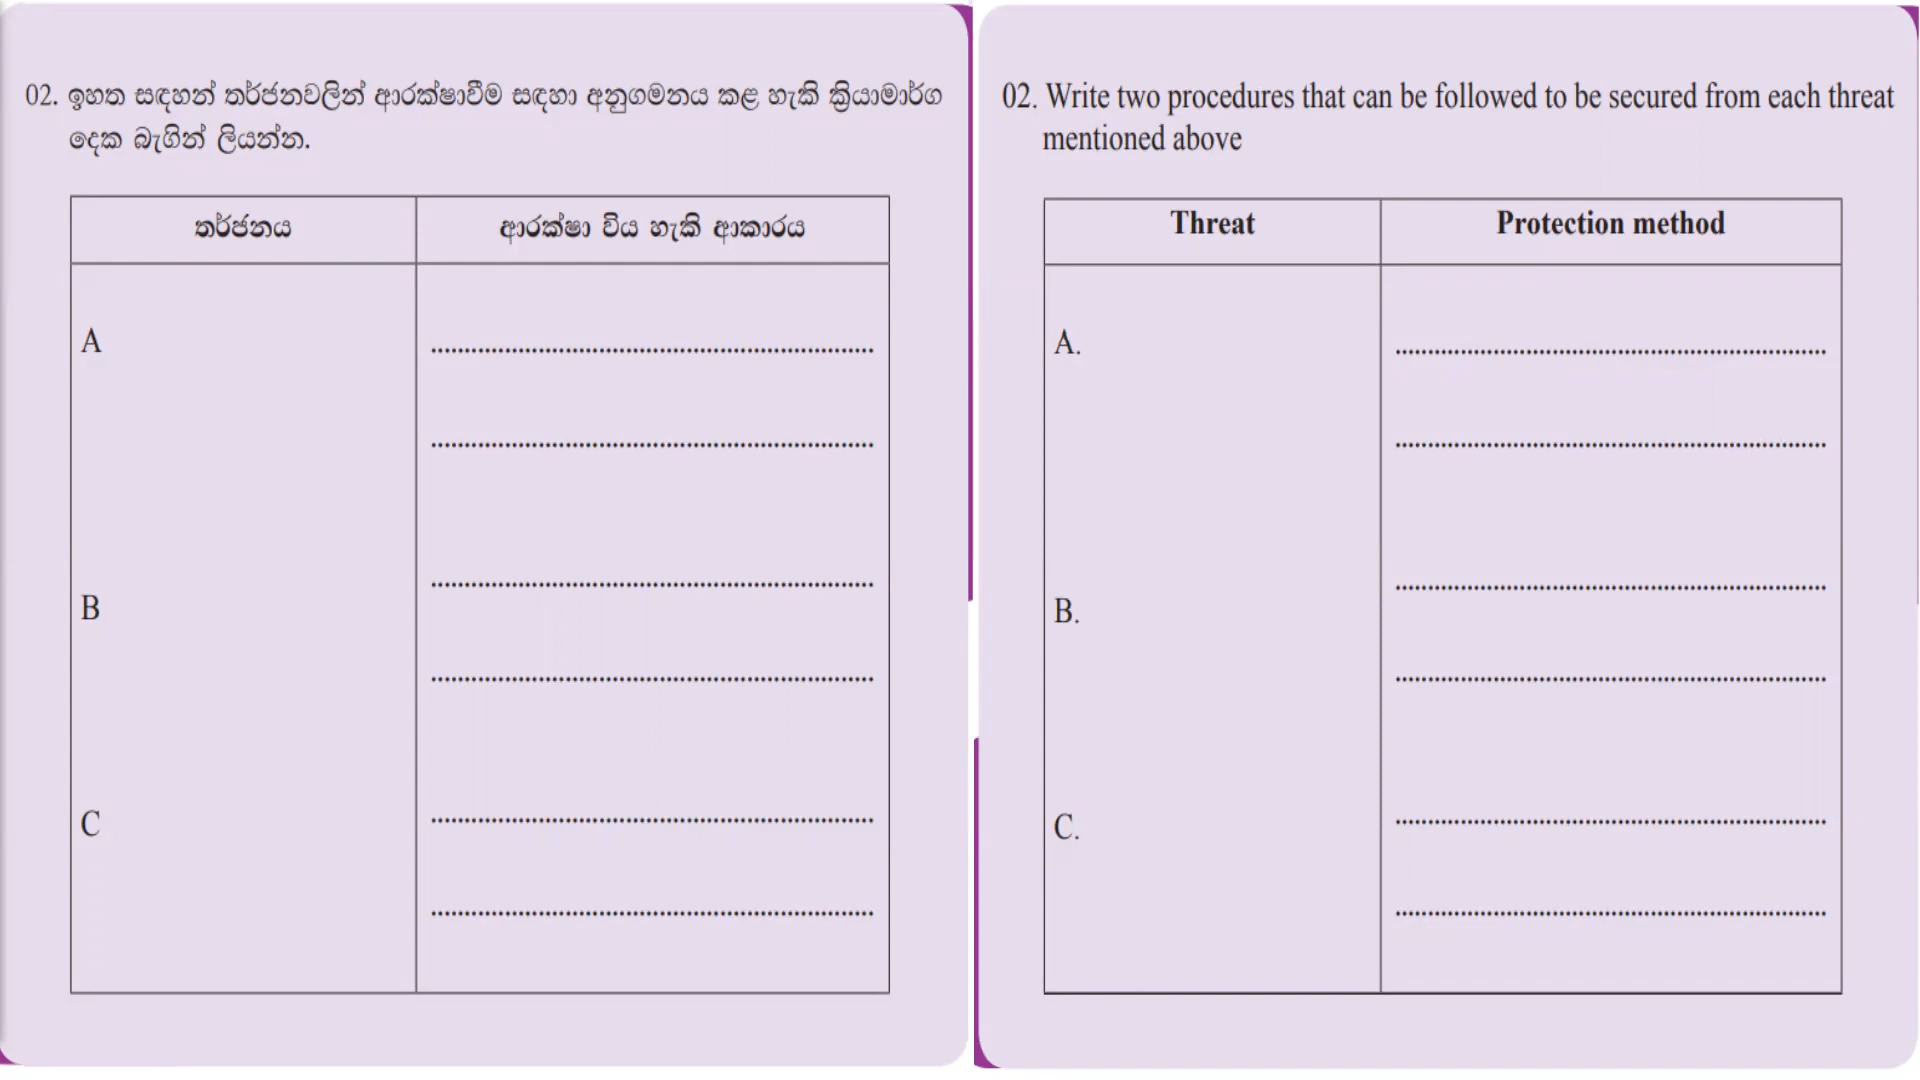 02. ඉහත සඳහන් තර්ජනවලින් ආරක්ෂාවීම සඳහා අනුගමනය කළ හැකි ක්‍රියාමාර්ග
දෙක බැගින් ලියන්න.
තර්ජනය ආරක්ෂා විය හැකි ආකාරය
A ..................................................................
..................................................................
..................................................................
B
..................................................................
C ..................................................................
..................................................................
02. Write two procedures that can be followed to be secured from each threat
mentioned above
Threat Protection method
A. ..................................................................
..................................................................
..................................................................
B.
..................................................................
C. ..................................................................
..................................................................